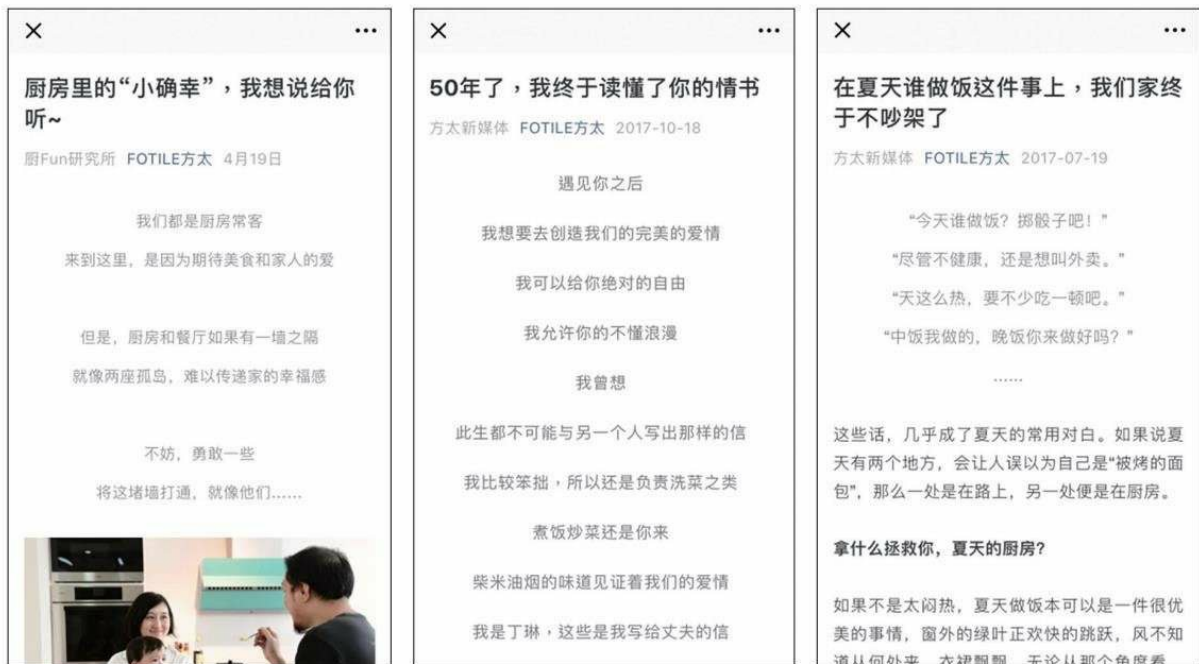 厨房里的“小确幸”，我想说给你
听~
厨Fun研究所 FOTILE方太 4月19日
我们都是厨房常客
来到这里，是因为期待美食和家人的爱
但是，厨房和餐厅如果有一墙之隔
就像两座孤岛，难以传递家的幸福感
不妨，勇敢一些
将这堵墙打通，就像他们……
50年了，我终于读懂了你的情书
方太新媒体 FOTILE方太 2017-10-18
遇见你之后
我想要去创造我们的完美的爱情
我可以给你绝对的自由
我允许你的不懂浪漫
我曾想
此生都不可能与另一个人写出那样的信
我比较笨拙，所以还是负责洗菜之类
煮饭炒菜还是你来
柴米油烟的味道见证着我们的爱情
我是丁琳，这些是我写给丈夫的信
在夏天谁做饭这件事上，我们家终
于不吵架了
方太新媒体 FOTILE方太 2017-07-19
“今天谁做饭？掷骰子吧！”
“尽管不健康，还是想叫外卖。”
“天这么热，要不少吃一顿吧。”
“中饭我做的，晚饭你来做好吗？”
……
这些话，几乎成了夏天的常用对白。如果说夏
天有两个地方，会让人误以为自己是“被烤的面
包”，那么一处是在路上，另一处便是在厨房。
拿什么拯救你，夏天的厨房？
如果不是太闷热，夏天做饭本可以是一件很优
美的事情，窗外的绿叶正欢快的跳跃，风不知
道从何处来，衣裙飘飘，无论从那个角度看，